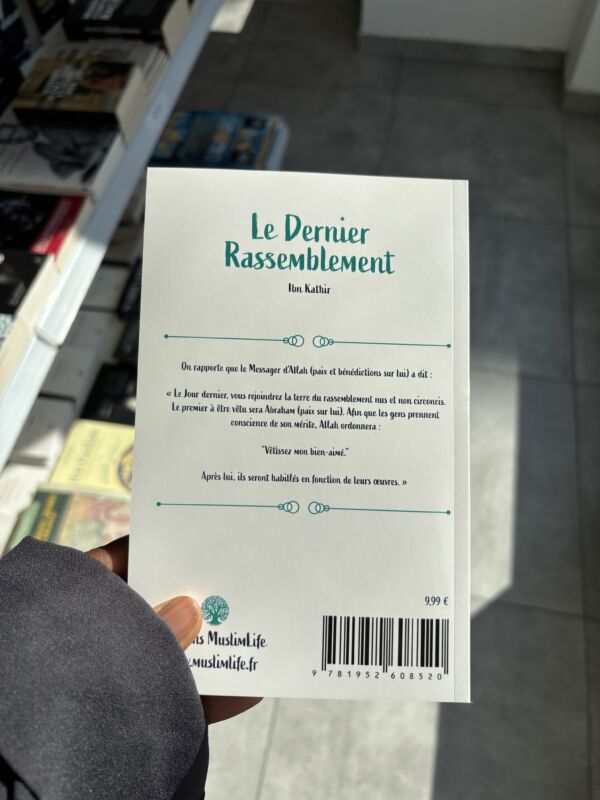 Le Dernier
Rassemblement
Ibn Kathir
On rapporte que le Messager d'Allah (paix et bénédictions sur lui) a dit :
« Le Jour dernier, vous rejoindrez la terre du rassemblement nus et non circoncis.
Le premier à être vêtu sera Abraham (paix sur lui). Afin que les gens prennent
conscience de son mérite, Allah ordonnera :
"Vêtissez mon bien-aimé."
Après lui, ils seront habillés en fonction de leurs œuvres. »
9,99 €
MuslimLife
.muslimlife.fr
9 781952 608520